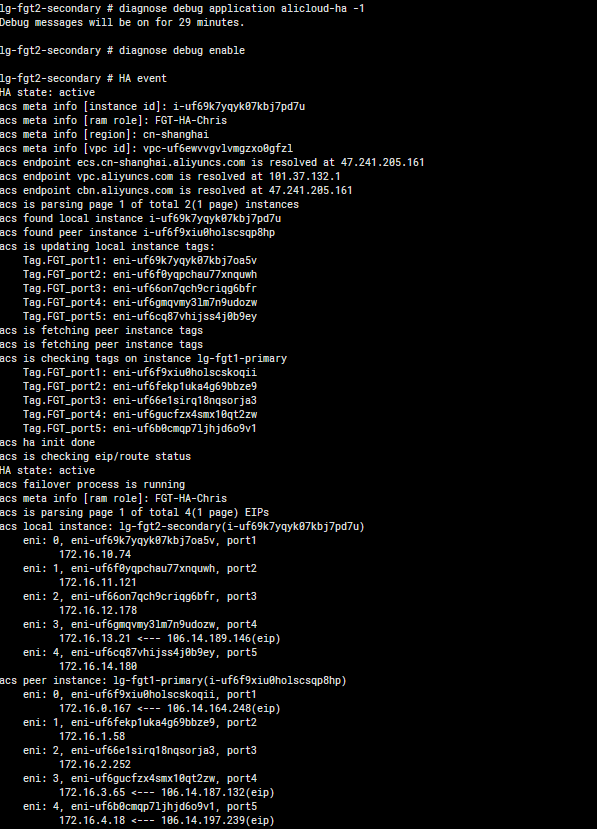 lg-fgt2-secondary # diagnose debug application alicloud-ha -1
Debug messages will be on for 29 minutes.
lg-fgt2-secondary # diagnose debug enable
lg-fgt2-secondary # HA event
HA state: active
acs meta info [instance id]: i-uf69k7yqyk07kbj7pd7u
acs meta info [ram role]: FGT-HA-Chris
acs meta info [region]: cn-shanghai
acs meta info [vpc id]: vpc-uf6ewvvgvlvmgzxo0gfzl
acs endpoint ecs.cn-shanghai.aliyuncs.com is resolved at 47.241.205.161
acs endpoint vpc.aliyuncs.com is resolved at 101.37.132.1
acs endpoint cbn.aliyuncs.com is resolved at 47.241.205.161
acs is parsing page 1 of total 2(1 page) instances
acs found local instance i-uf69k7yqyk07kbj7pd7u
acs found peer instance i-uf6f9xiu0holscsqp8hp
acs is updating local instance tags:
Tag.FGT_port1: eni-uf69k7yqyk07kbj7oa5v
Tag.FGT_port2: eni-uf6f0yqpchau77xnquwh
Tag.FGT_port3: eni-uf66on7qch9criqg6bfr
Tag.FGT_port4: eni-uf6gmqvmy3lm7n9udozw
Tag.FGT_port5: eni-uf6cq87vhijss4j0b9ey
acs is fetching peer instance tags
acs is fetching peer instance tags
acs is checking tags on instance lg-fgt1-primary
Tag.FGT_port1: eni-uf6f9xiu0holscskoqii
Tag.FGT_port2: eni-uf6fekp1uka4g69bbze9
Tag.FGT_port3: eni-uf66e1sirq18nqsorja3
Tag.FGT_port4: eni-uf6gucfzx4smx10qt2zw
Tag.FGT_port5: eni-uf6b0cmqp7ljhjd6o9v1
acs ha init done
acs is checking eip/route status
HA state: active
acs failover process is running
acs meta info [ram role]: FGT-HA-Chris
acs is parsing page 1 of total 4(1 page) EIPs
acs local instance: lg-fgt2-secondary(i-uf69k7yqyk07kbj7pd7u)
eni: 0, eni-uf69k7yqyk07kbj7oa5v, port1
172.16.10.74
eni: 1, eni-uf6f0yqpchau77xnquwh, port2
172.16.11.121
eni: 2, eni-uf66on7qch9criqg6bfr, port3
172.16.12.178
eni: 3, eni-uf6gmqvmy3lm7n9udozw, port4
172.16.13.21 <--- 106.14.189.146(eip)
eni: 4, eni-uf6cq87vhijss4j0b9ey, port5
172.16.14.180
acs peer instance: lg-fgt1-primary(i-uf6f9xiu0holscsqp8hp)
eni: 0, eni-uf6f9xiu0holscskoqii, port1
172.16.0.167 <--- 106.14.164.248(eip)
eni: 1, eni-uf6fekp1uka4g69bbze9, port2
172.16.1.58
eni: 2, eni-uf66e1sirq18nqsorja3, port3
172.16.2.252
eni: 3, eni-uf6gucfzx4smx10qt2zw, port4
172.16.3.65 <--- 106.14.187.132(eip)
eni: 4, eni-uf6b0cmqp7ljhjd6o9v1, port5
172.16.4.18 <--- 106.14.197.239(eip)